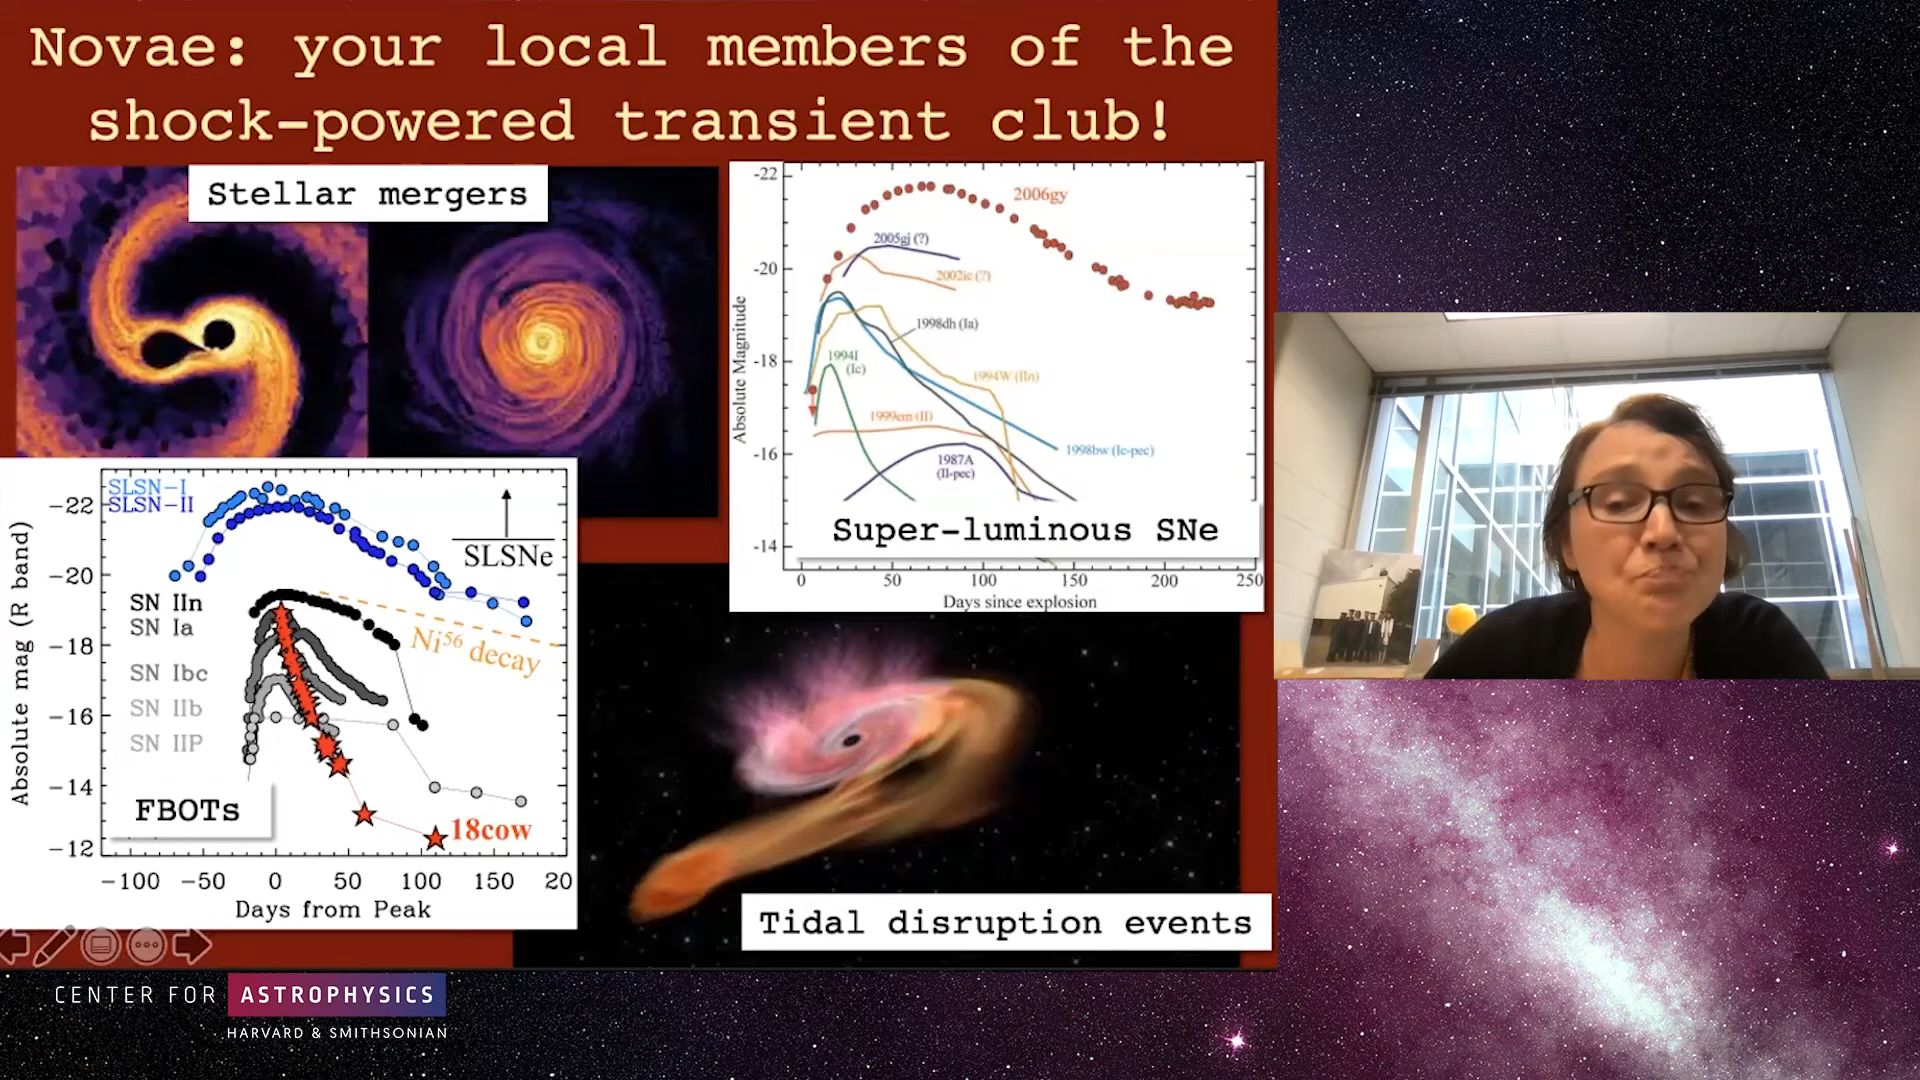 Novae: your local members of the
shock-powered transient club!
Stellar mergers
-22
-20
-18
-16
-14
Absolute Magnitude
2006gy
2005gj (?)
2002ic (?)
1998dh (Ia)
1994I
(Ic)
1994W (IIn)
1999em (II)
1998bw (Ic-pec)
1987A
(II-pec)
Super-luminous SNe
0 50 100 150 200 250
Days since explosion
Absolute mag (R band)
-22
-20
-18
-16
-14
-12
SLSN-I
SLSN-II
SLSNe
SN IIn
SN Ia
SN Ibc
SN IIb
SN IIP
Ni56 decay
FBOTs
18cow
-100 -50 0 50 100 150 20
Days from Peak
Tidal disruption events
CENTER FOR ASTROPHYSICS
HARVARD & SMITHSONIAN